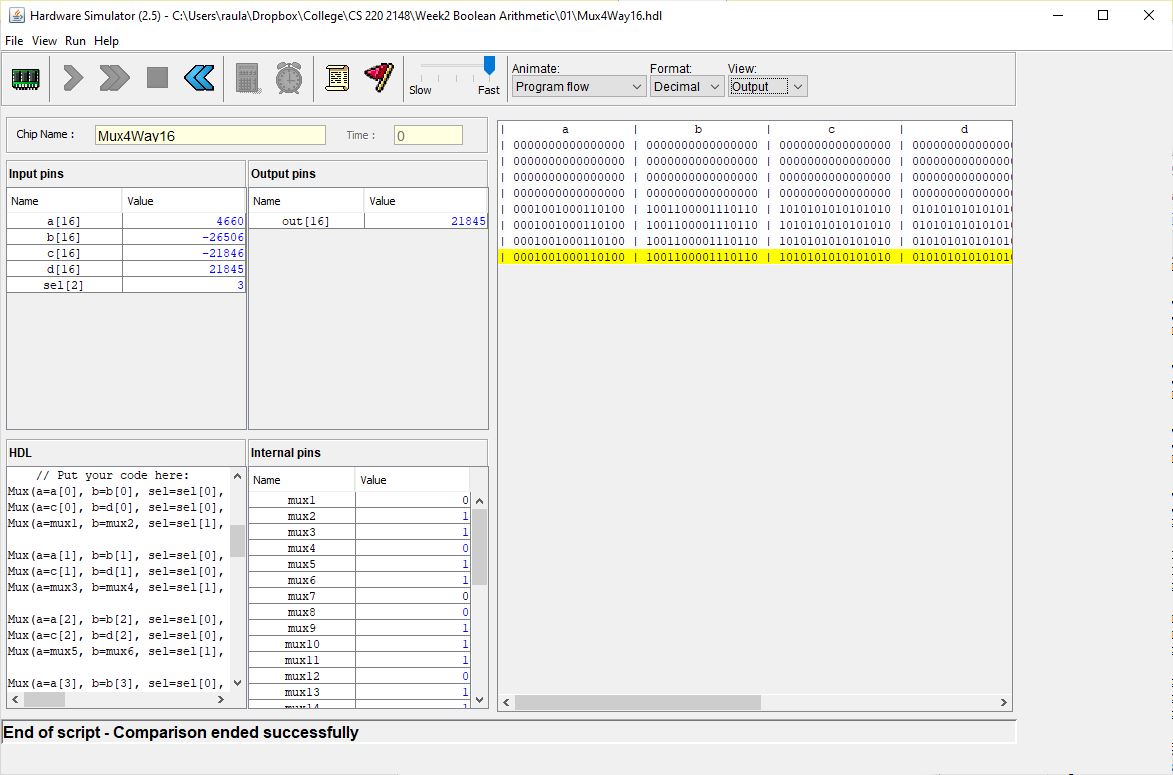 Hardware Simulator (2.5) - C:\Users\raula\Dropbox\College\CS 220 2148\Week2 Boolean Arithmetic\01\Mux4Way16.hdl
File View Run Help
Slow Fast
Animate: Format: View:
Program flow Decimal Output
Chip Name : Mux4Way16 Time : 0
Input pins
Name Value
a[16] 4660
b[16] -26506
c[16] -21846
d[16] 21845
sel[2] 3
Output pins
Name Value
out[16] 21845
HDL
// Put your code here:
Mux(a=a[0], b=b[0], sel=sel[0],
Mux(a=c[0], b=d[0], sel=sel[0],
Mux(a=mux1, b=mux2, sel=sel[1],
Mux(a=a[1], b=b[1], sel=sel[0],
Mux(a=c[1], b=d[1], sel=sel[0],
Mux(a=mux3, b=mux4, sel=sel[1],
Mux(a=a[2], b=b[2], sel=sel[0],
Mux(a=c[2], b=d[2], sel=sel[0],
Mux(a=mux5, b=mux6, sel=sel[1],
Mux(a=a[3], b=b[3], sel=sel[0],
Internal pins
Name Value
mux1 0
mux2 1
mux3 1
mux4 0
mux5 1
mux6 1
mux7 0
mux8 0
mux9 1
mux10 1
mux11 1
mux12 0
mux13 1
mux14 1
| a | b | c | d
| 0000000000000000 | 0000000000000000 | 0000000000000000 | 000000000000000
| 0000000000000000 | 0000000000000000 | 0000000000000000 | 000000000000000
| 0000000000000000 | 0000000000000000 | 0000000000000000 | 000000000000000
| 0000000000000000 | 0000000000000000 | 0000000000000000 | 000000000000000
| 0001001000110100 | 1001100001110110 | 1010101010101010 | 010101010101010
| 0001001000110100 | 1001100001110110 | 1010101010101010 | 010101010101010
| 0001001000110100 | 1001100001110110 | 1010101010101010 | 010101010101010
| 0001001000110100 | 1001100001110110 | 1010101010101010 | 010101010101010
End of script - Comparison ended successfully